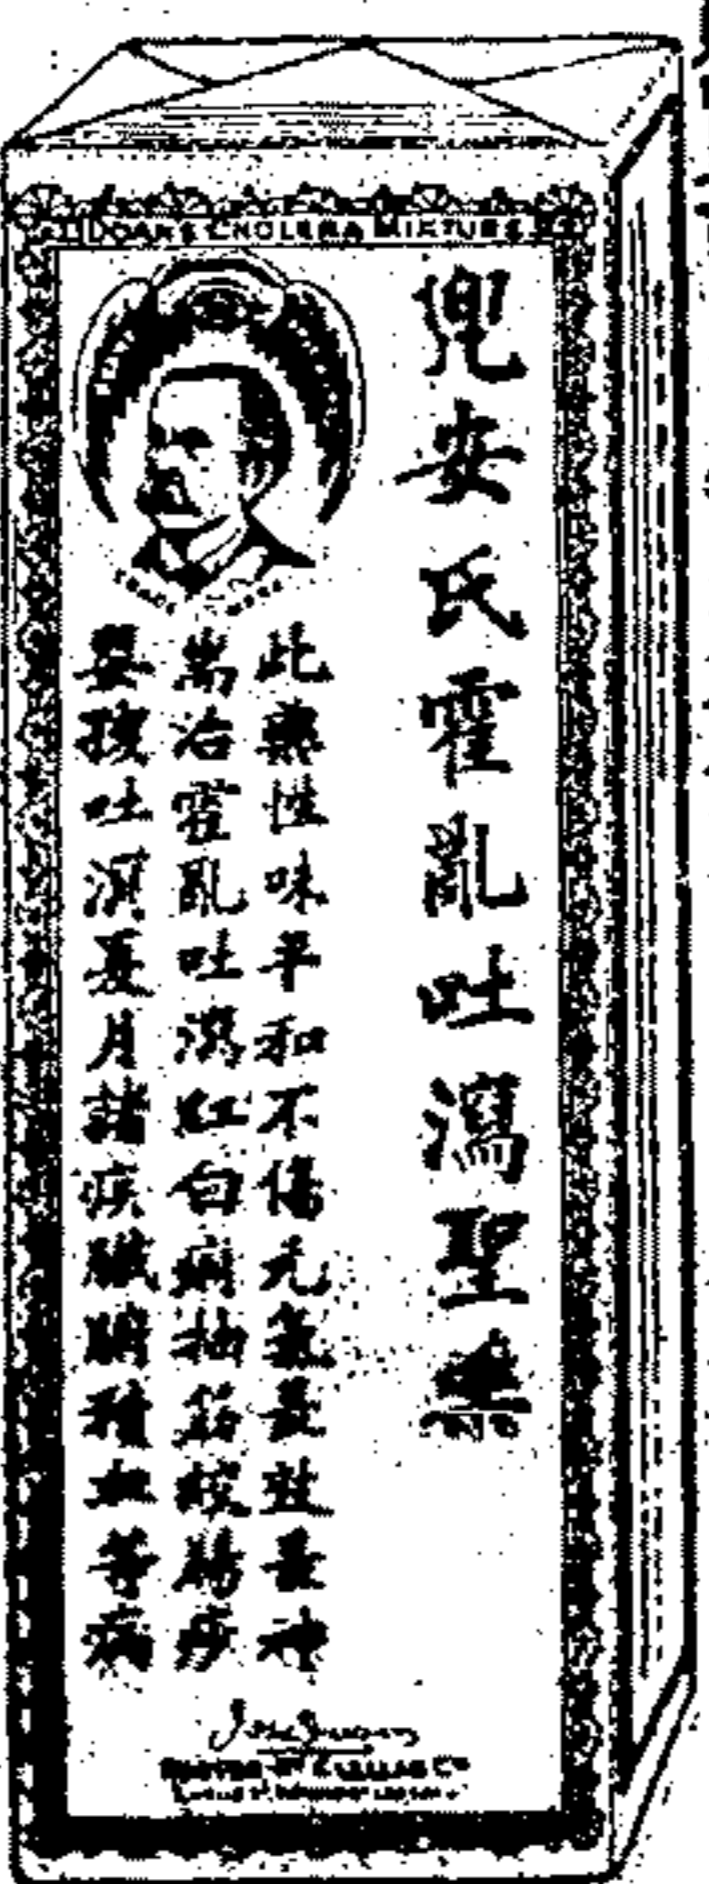 DOAN'S CHOLERA MIXTURE
兜安氏霍亂吐瀉聖藥
TRADE MARK
此藥性味平和不傷元氣最效最神
耑治霍亂吐瀉紅白痢抽筋絞腸痧
嬰孩吐瀉夏月諸疾臟腑積血等病